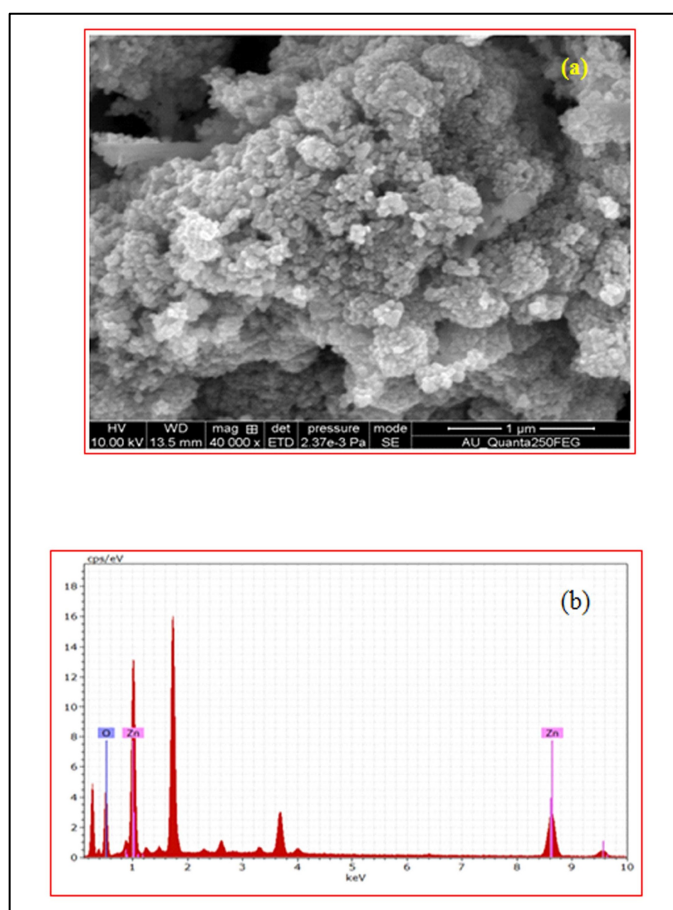 (a)
HV WD mag ⊞ det pressure mode 1 µm
10.00 kV 13.5 mm 40 000 x ETD 2.37e-3 Pa SE AU_Quanta250FEG
cps/eV
(b)
18
16
14
12
10
8
O Zn Zn
6
4
2
0
1 2 3 4 5 6 7 8 9 10
keV